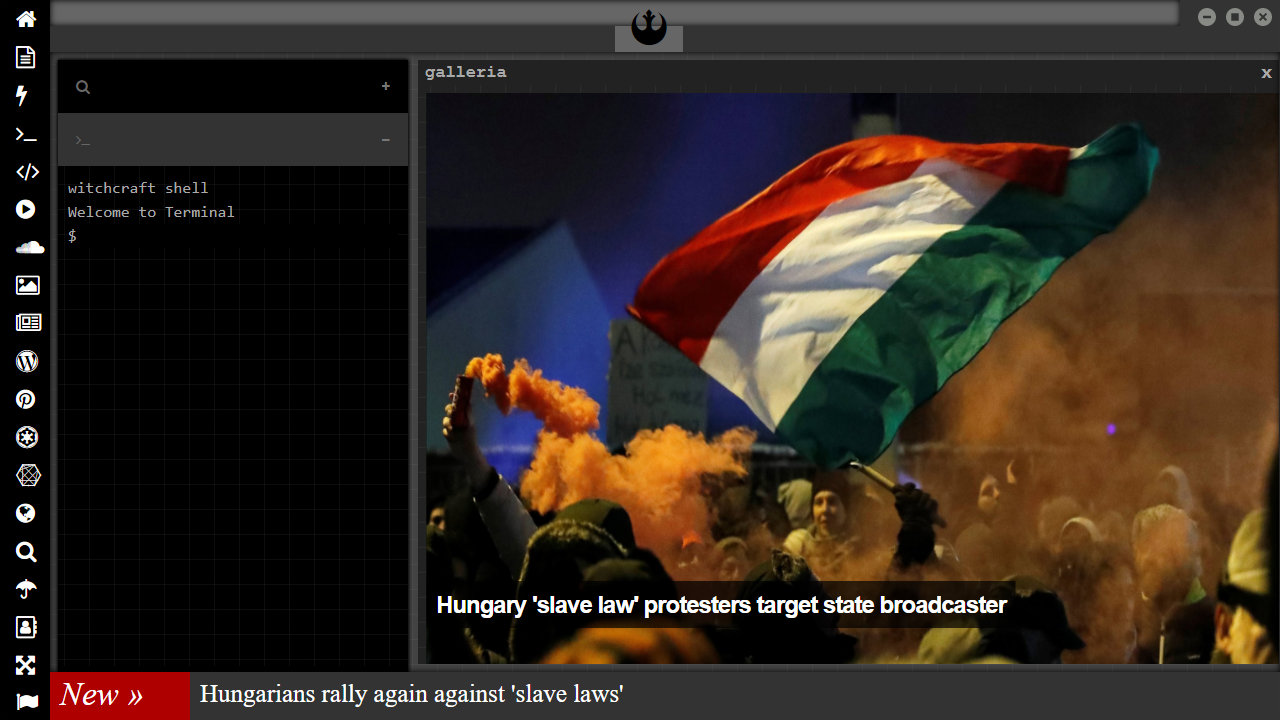 galleria
x
+
>_
−
witchcraft shell
Welcome to Terminal
$
Hungary 'slave law' protesters target state broadcaster
New » Hungarians rally again against 'slave laws'